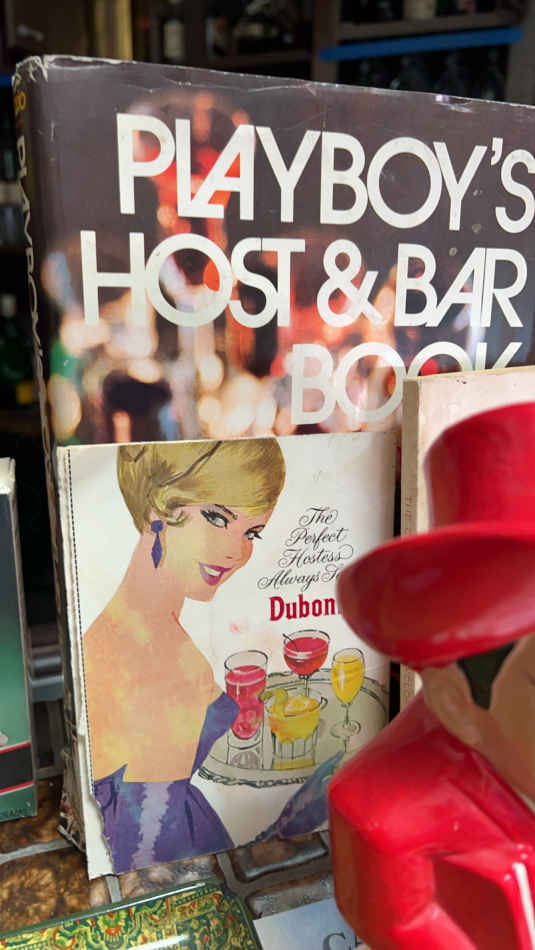 PLAYBOY'S
HOST & BAR
BOOK
The
Perfect
Hostess
Always